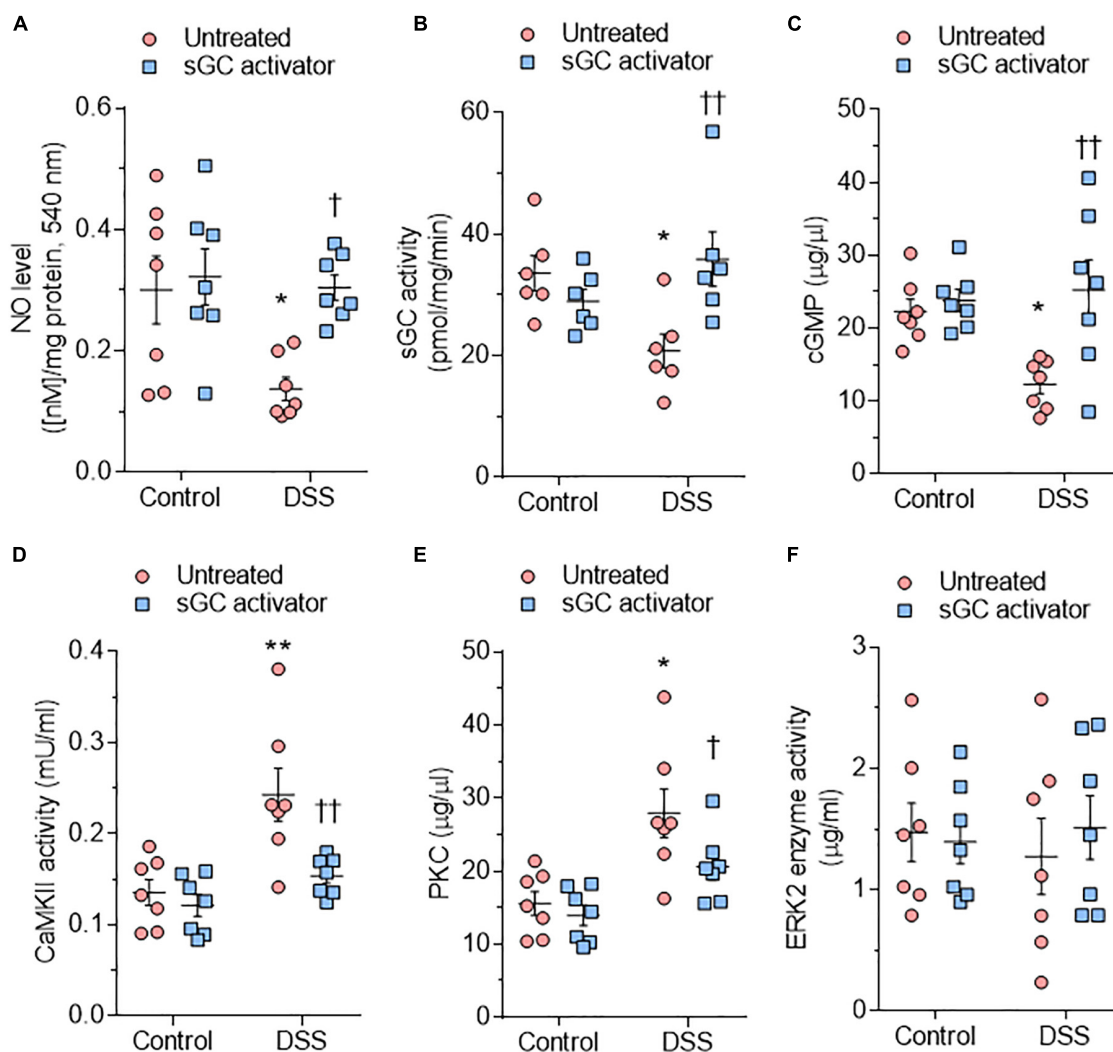 A
Untreated
sGC activator
NO level
([nM]/mg protein, 540 nm)
0.6
0.4
0.2
0.0
*
†
Control
DSS
B
Untreated
sGC activator
sGC activity
(pmol/mg/min)
60
40
20
0
*
††
Control
DSS
C
Untreated
sGC activator
cGMP (µg/µl)
50
40
30
20
10
0
*
††
Control
DSS
D
Untreated
sGC activator
CaMKII activity (mU/ml)
0.4
0.3
0.2
0.1
0.0
**
††
Control
DSS
E
Untreated
sGC activator
PKC (µg/µl)
50
40
30
20
10
0
*
†
Control
DSS
F
Untreated
sGC activator
ERK2 enzyme activity
(µg/ml)
3
2
1
0
Control
DSS